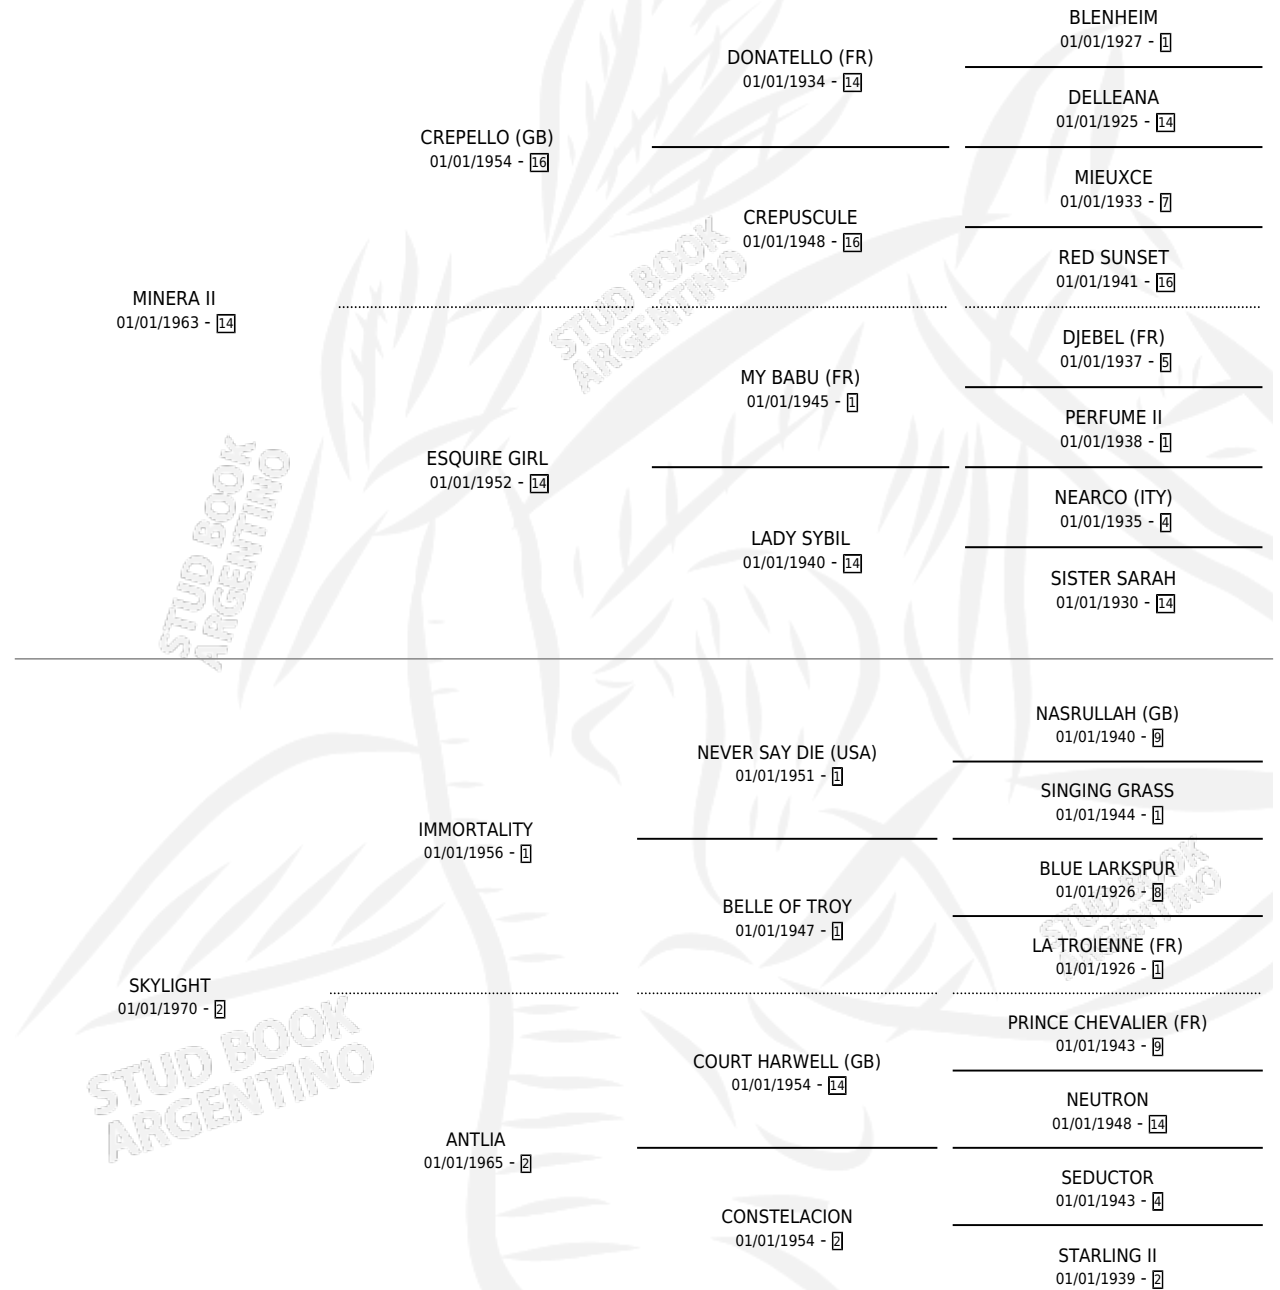 BLENHEIM
01/01/1927 - 1
DONATELLO (FR)
01/01/1934 - 14
DELLEANA
01/01/1925 - 14
CREPELLO (GB)
01/01/1954 - 16
MIEUXCE
01/01/1933 - 7
CREPUSCULE
01/01/1948 - 16
RED SUNSET
01/01/1941 - 16
MINERA II
01/01/1963 - 14
DJEBEL (FR)
01/01/1937 - 5
MY BABU (FR)
01/01/1945 - 1
PERFUME II
01/01/1938 - 1
ESQUIRE GIRL
01/01/1952 - 14
NEARCO (ITY)
01/01/1935 - 4
LADY SYBIL
01/01/1940 - 14
SISTER SARAH
01/01/1930 - 14
STUD BOOK
ARGENTINO
STUD BOOK
ARGENTINO
NASRULLAH (GB)
01/01/1940 - 9
NEVER SAY DIE (USA)
01/01/1951 - 1
SINGING GRASS
01/01/1944 - 1
IMMORTALITY
01/01/1956 - 1
BLUE LARKSPUR
01/01/1926 - 8
BELLE OF TROY
01/01/1947 - 1
LA TROIENNE (FR)
01/01/1926 - 1
SKYLIGHT
01/01/1970 - 2
PRINCE CHEVALIER (FR)
01/01/1943 - 9
COURT HARWELL (GB)
01/01/1954 - 14
NEUTRON
01/01/1948 - 14
ANTLIA
01/01/1965 - 2
SEDUCTOR
01/01/1943 - 4
CONSTELACION
01/01/1954 - 2
STARLING II
01/01/1939 - 2
STUD BOOK
ARGENTINO
STUD BOOK
ARGENTINO